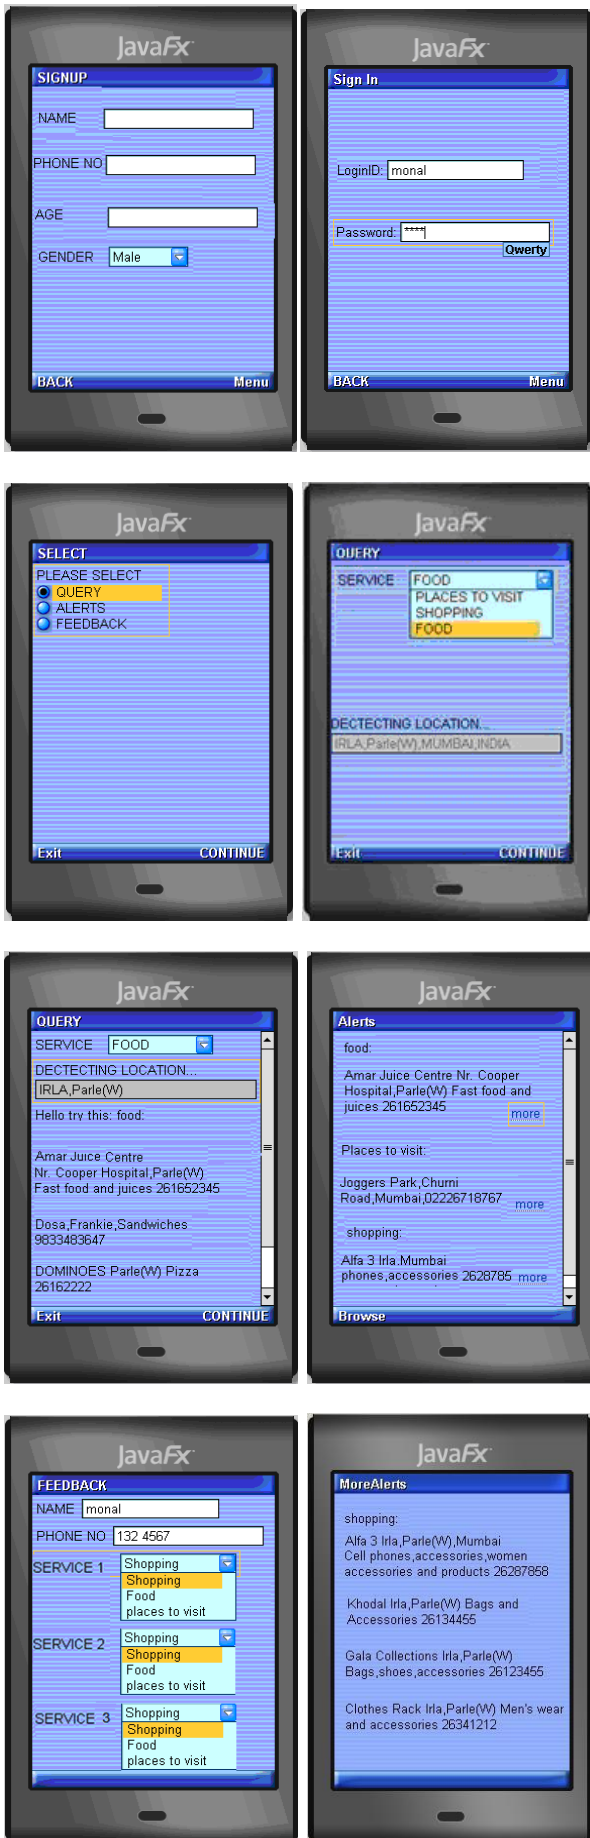 JavaFx
SIGNUP
NAME
PHONE NO
AGE
GENDER Male
BACK Menu
JavaFx
Sign In
LoginID: monal
Password: ****
Qwerty
BACK Menu
JavaFx
SELECT
PLEASE SELECT
QUERY
ALERTS
FEEDBACK
Exit CONTINUE
JavaFx
QUERY
SERVICE FOOD
PLACES TO VISIT
SHOPPING
FOOD
DECTECTING LOCATION...
IRLA,Parle(W),MUMBAI,INDIA
Exit CONTINUE
JavaFx
QUERY
SERVICE FOOD
DECTECTING LOCATION...
IRLA,Parle(W)
Hello try this: food:
Amar Juice Centre
Nr. Cooper Hospital,Parle(W)
Fast food and juices 261652345
Dosa,Frankie,Sandwiches
9833483647
DOMINOES Parle(W) Pizza
26162222
Exit CONTINUE
JavaFx
Alerts
food:
Amar Juice Centre Nr. Cooper
Hospital,Parle(W) Fast food and
juices 261652345 more
Places to visit:
Joggers Park,Churni
Road,Mumbai,02226718767 more
shopping:
Alfa 3 Irla.Mumbai
phones,accessories 2628785 more
Browse
JavaFx
FEEDBACK
NAME monal
PHONE NO 132 4567
SERVICE 1 Shopping
Shopping
Food
places to visit
SERVICE 2 Shopping
Shopping
Food
places to visit
SERVICE 3 Shopping
Shopping
Food
places to visit
JavaFx
MoreAlerts
shopping:
Alfa 3 Irla,Parle(W),Mumbai
Cell phones,accessories,women
accessories and products 26287858
Khodal Irla,Parle(W) Bags and
Accessories 26134455
Gala Collections Irla,Parle(W)
Bags,shoes,accessories 26123455
Clothes Rack Irla,Parle(W) Men's wear
and accessories 26341212